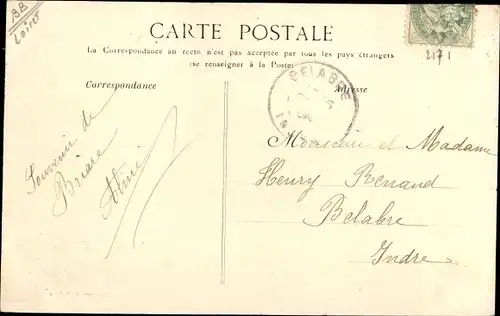 BB
Loiret
CARTE POSTALE
La Correspondance au recto n'est pas acceptée par tous les pays étrangers
(se renseigner à la Poste)
Correspondance
Adresse
2171
BELABRE
Souvenir de
Briare
Monsieur et Madame
Henry Renaud
Belabre
Indre